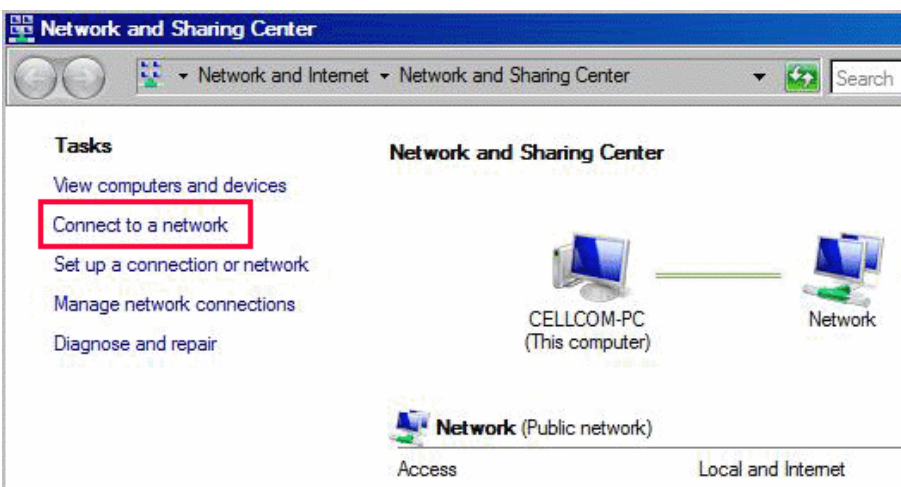 Network and Sharing Center
Network and Internet Network and Sharing Center Search
Tasks
View computers and devices
Connect to a network
Set up a connection or network
Manage network connections
Diagnose and repair
Network and Sharing Center
CELLCOM-PC
(This computer)
Network
Network (Public network)
Access Local and Internet